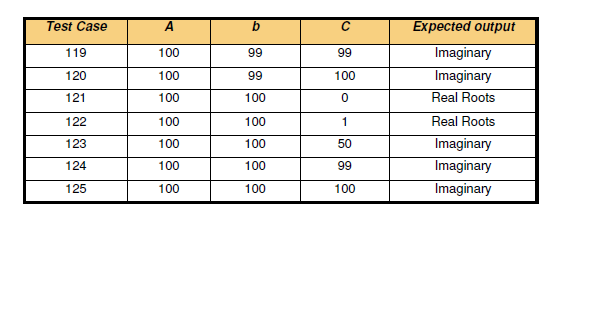 Test Case A b C Expected output
119 100 99 99 Imaginary
120 100 99 100 Imaginary
121 100 100 0 Real Roots
122 100 100 1 Real Roots
123 100 100 50 Imaginary
124 100 100 99 Imaginary
125 100 100 100 Imaginary